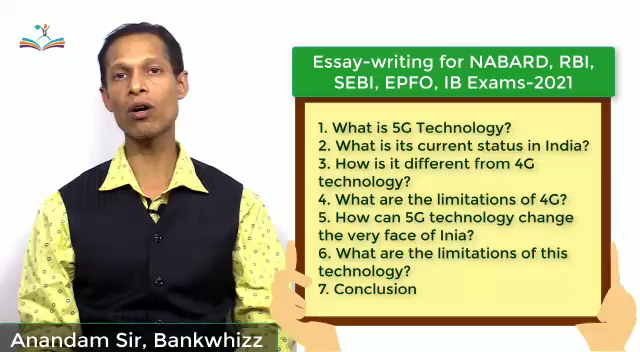 Essay-writing for NABARD, RBI,
SEBI, EPFO, IB Exams-2021
1. What is 5G Technology?
2. What is its current status in India?
3. How is it different from 4G
technology?
4. What are the limitations of 4G?
5. How can 5G technology change
the very face of Inia?
6. What are the limitations of this
technology?
7. Conclusion
Anandam Sir, Bankwhizz